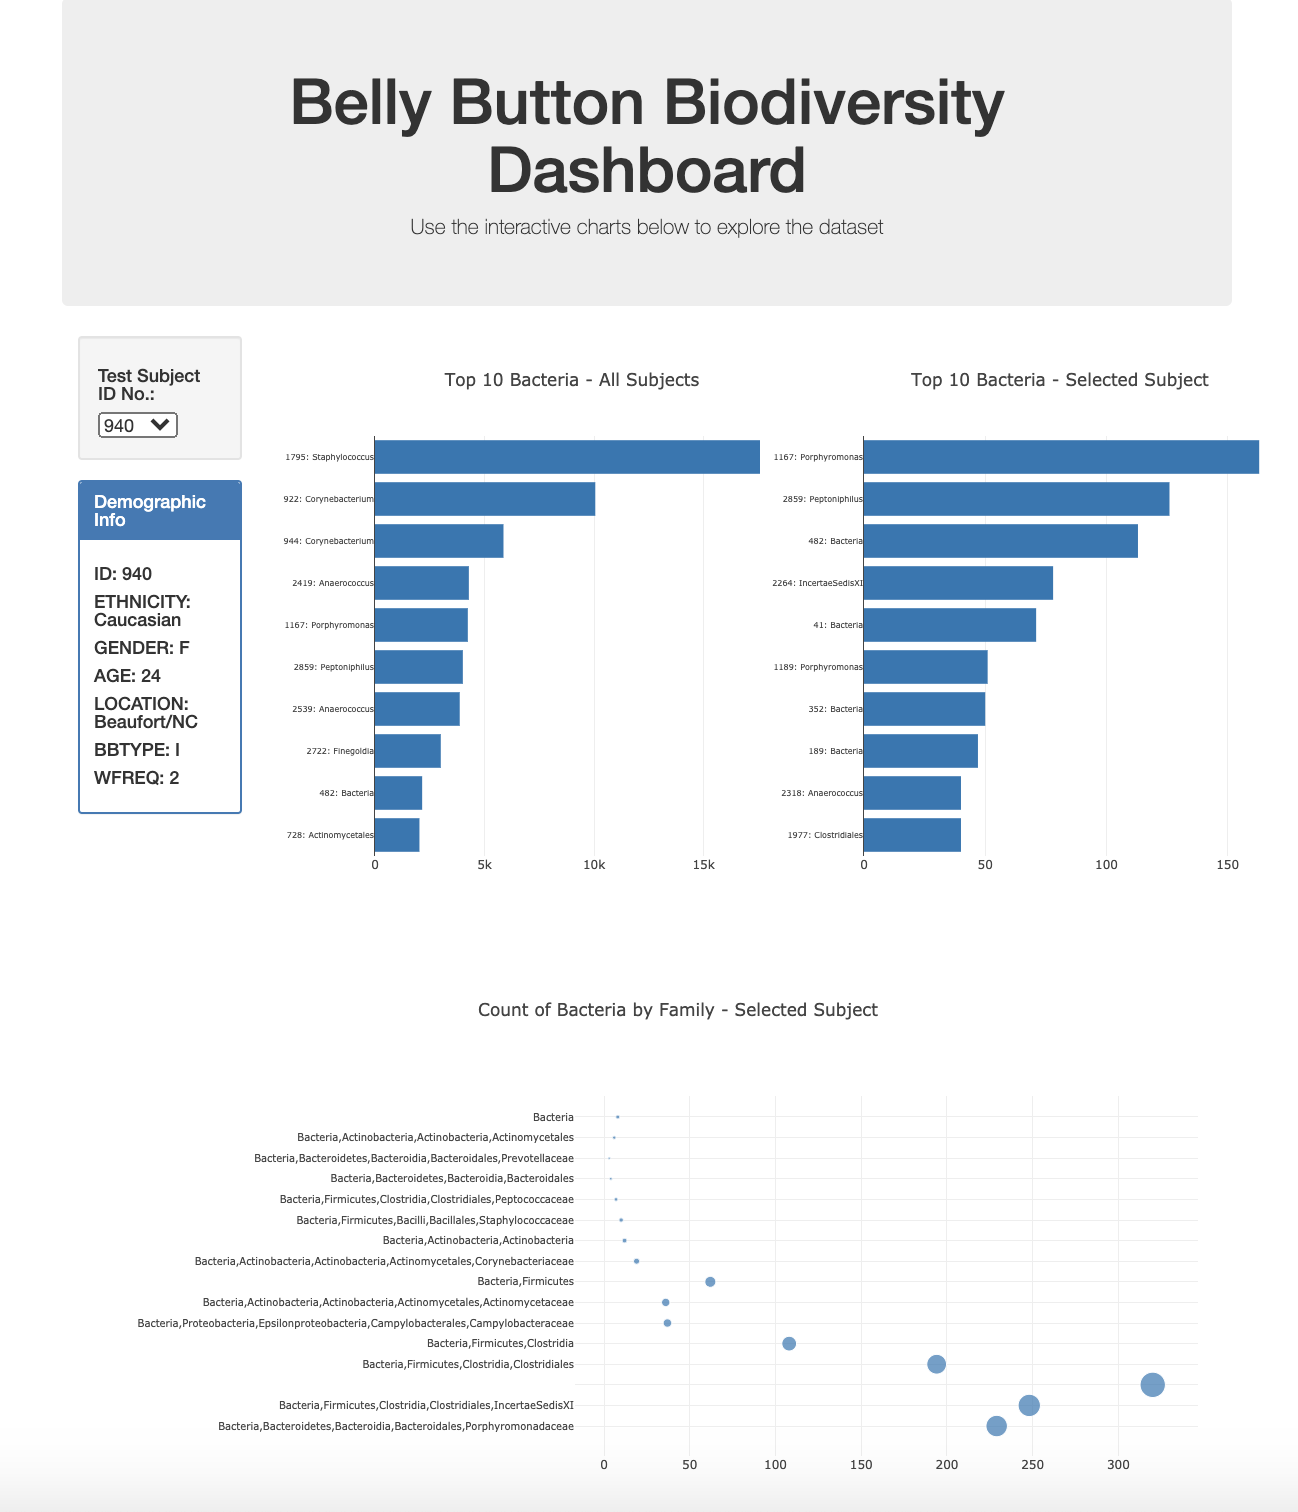 Belly Button Biodiversity
Dashboard
Use the interactive charts below to explore the dataset
Test Subject
ID No.:
940
Demographic
Info
ID: 940
ETHNICITY:
Caucasian
GENDER: F
AGE: 24
LOCATION:
Beaufort/NC
BBTYPE: I
WFREQ: 2
Top 10 Bacteria - All Subjects
1795: Staphylococcus
922: Corynebacterium
944: Corynebacterium
2419: Anaerococcus
1167: Porphyromonas
2859: Peptoniphilus
2539: Anaerococcus
2722: Finegoldia
482: Bacteria
728: Actinomycetales
0 5k 10k 15k
Top 10 Bacteria - Selected Subject
1167: Porphyromonas
2859: Peptoniphilus
482: Bacteria
2264: IncertaeSedisXI
41: Bacteria
1189: Porphyromonas
352: Bacteria
189: Bacteria
2318: Anaerococcus
1977: Clostridiales
0 50 100 150
Count of Bacteria by Family - Selected Subject
Bacteria
Bacteria,Actinobacteria,Actinobacteria,Actinomycetales
Bacteria,Bacteroidetes,Bacteroidia,Bacteroidales,Prevotellaceae
Bacteria,Bacteroidetes,Bacteroidia,Bacteroidales
Bacteria,Firmicutes,Clostridia,Clostridiales,Peptococcaceae
Bacteria,Firmicutes,Bacilli,Bacillales,Staphylococcaceae
Bacteria,Actinobacteria,Actinobacteria
Bacteria,Actinobacteria,Actinobacteria,Actinomycetales,Corynebacteriaceae
Bacteria,Firmicutes
Bacteria,Actinobacteria,Actinobacteria,Actinomycetales,Actinomycetaceae
Bacteria,Proteobacteria,Epsilonproteobacteria,Campylobacterales,Campylobacteraceae
Bacteria,Firmicutes,Clostridia
Bacteria,Firmicutes,Clostridia,Clostridiales
Bacteria,Firmicutes,Clostridia,Clostridiales,IncertaeSedisXI
Bacteria,Bacteroidetes,Bacteroidia,Bacteroidales,Porphyromonadaceae
0 50 100 150 200 250 300